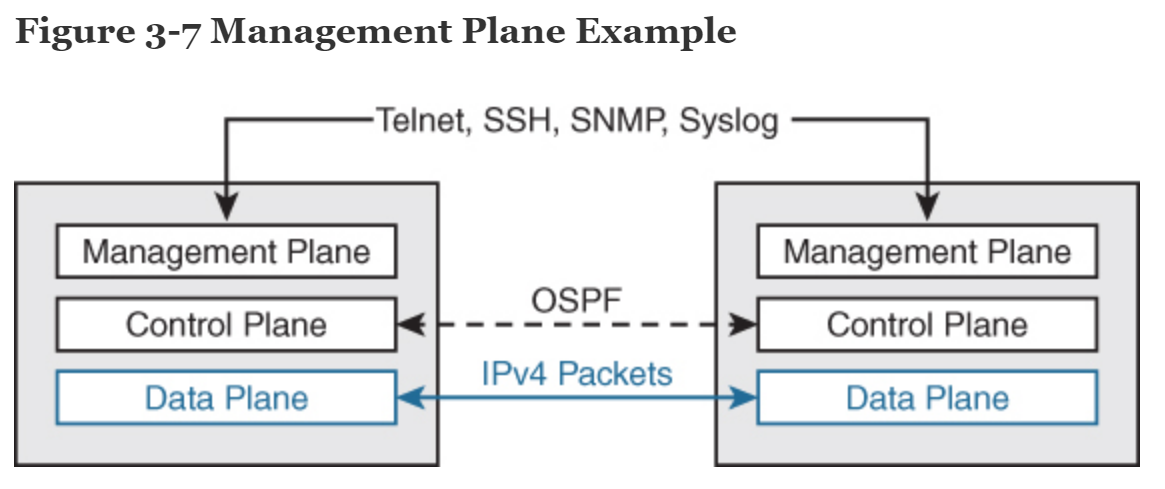 Figure 3-7 Management Plane Example
Telnet, SSH, SNMP, Syslog
Management Plane
Management Plane
OSPF
Control Plane
Control Plane
IPv4 Packets
Data Plane
Data Plane